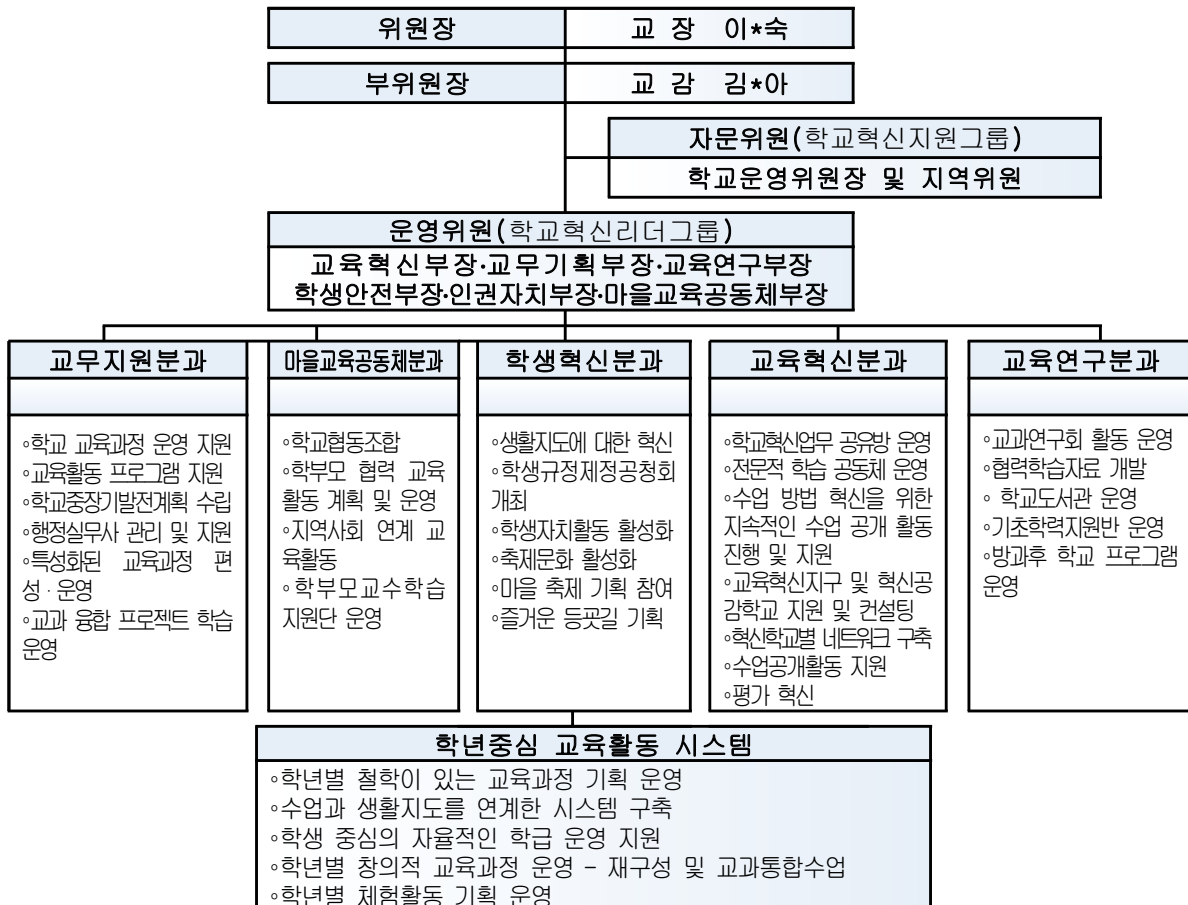 위원장 교 장 이*숙
부위원장 교 감 김*아
자문위원(학교혁신지원그룹)
학교운영위원장 및 지역위원
운영위원(학교혁신리더그룹)
교육혁신부장·교무기획부장·교육연구부장
학생안전부장·인권자치부장·마을교육공동체부장
교무지원분과
◦학교 교육과정 운영 지원
◦교육활동 프로그램 지원
◦학교중장기발전계획 수립
◦행정실무사 관리 및 지원
◦특성화된 교육과정 편
성·운영
◦교과 융합 프로젝트 학습
운영
마을교육공동체분과
◦학교협동조합
◦학부모 협력 교육
활동 계획 및 운영
◦지역사회 연계 교
육활동
◦학부모교수학습
지원단 운영
학생혁신분과
◦생활지도에 대한 혁신
◦학생규정제정공청회
개최
◦학생자치활동 활성화
◦축제문화 활성화
◦마을 축제 기획 참여
◦즐거운 등굣길 기획
교육혁신분과
◦학교혁신업무 공유방 운영
◦전문적 학습 공동체 운영
◦수업 방법 혁신을 위한
지속적인 수업 공개 활동
진행 및 지원
◦교육혁신지구 및 혁신공
감학교 지원 및 컨설팅
◦혁신학교별 네트워크 구축
◦수업공개활동 지원
◦평가 혁신
교육연구분과
◦교과연구회 활동 운영
◦협력학습자료 개발
◦ 학교도서관 운영
◦기초학력지원반 운영
◦방과후 학교 프로그램
운영
학년중심 교육활동 시스템
◦학년별 철학이 있는 교육과정 기획 운영
◦수업과 생활지도를 연계한 시스템 구축
◦학생 중심의 자율적인 학급 운영 지원
◦학년별 창의적 교육과정 운영 – 재구성 및 교과통합수업
◦학년별 체험활동 기획 운영